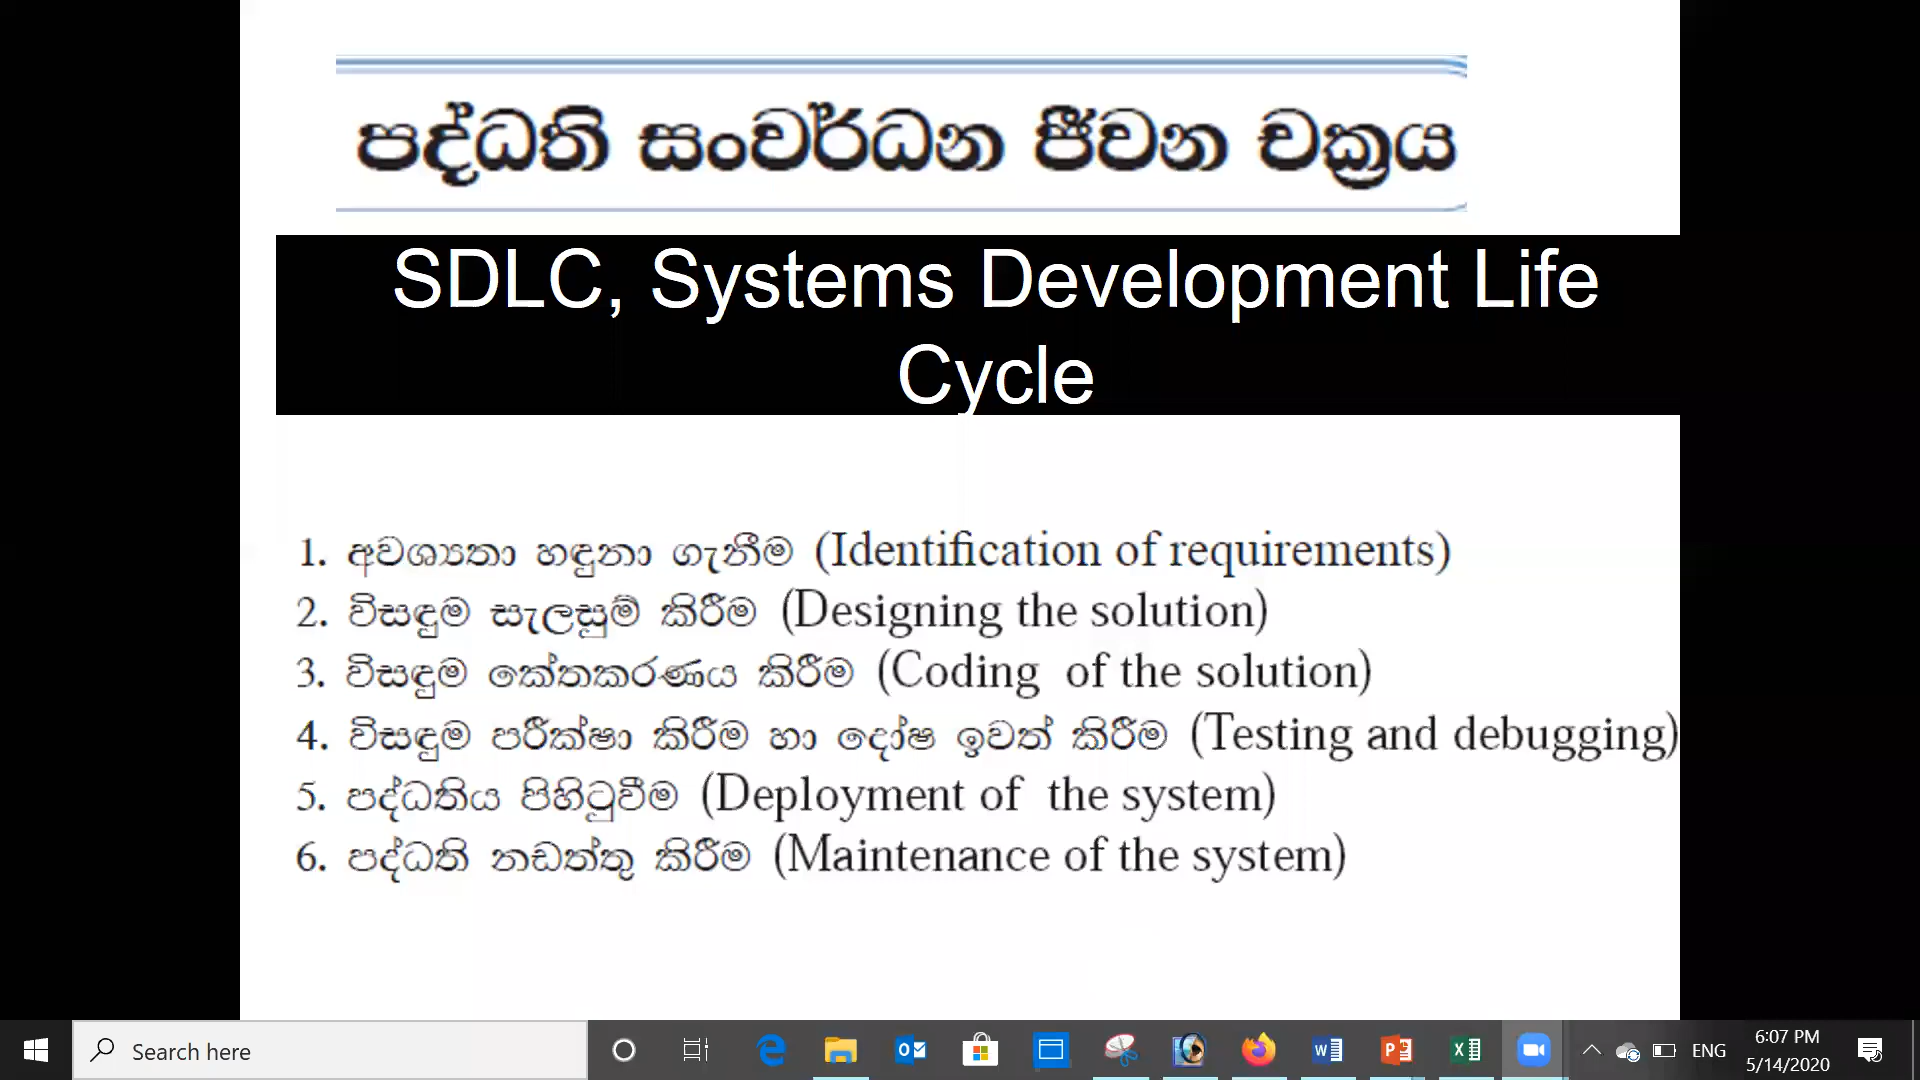 පද්ධති සංවර්ධන ජීවන චක්‍රය
SDLC, Systems Development Life
Cycle
1. අවශ්‍යතා හඳුනා ගැනීම (Identification of requirements)
2. විසඳුම සැලසුම් කිරීම (Designing the solution)
3. විසඳුම කේතකරණය කිරීම (Coding of the solution)
4. විසඳුම පරීක්ෂා කිරීම හා දෝෂ ඉවත් කිරීම (Testing and debugging)
5. පද්ධතිය පිහිටුවීම (Deployment of the system)
6. පද්ධති නඩත්තු කිරීම (Maintenance of the system)
Search here
ENG
6:07 PM
5/14/2020